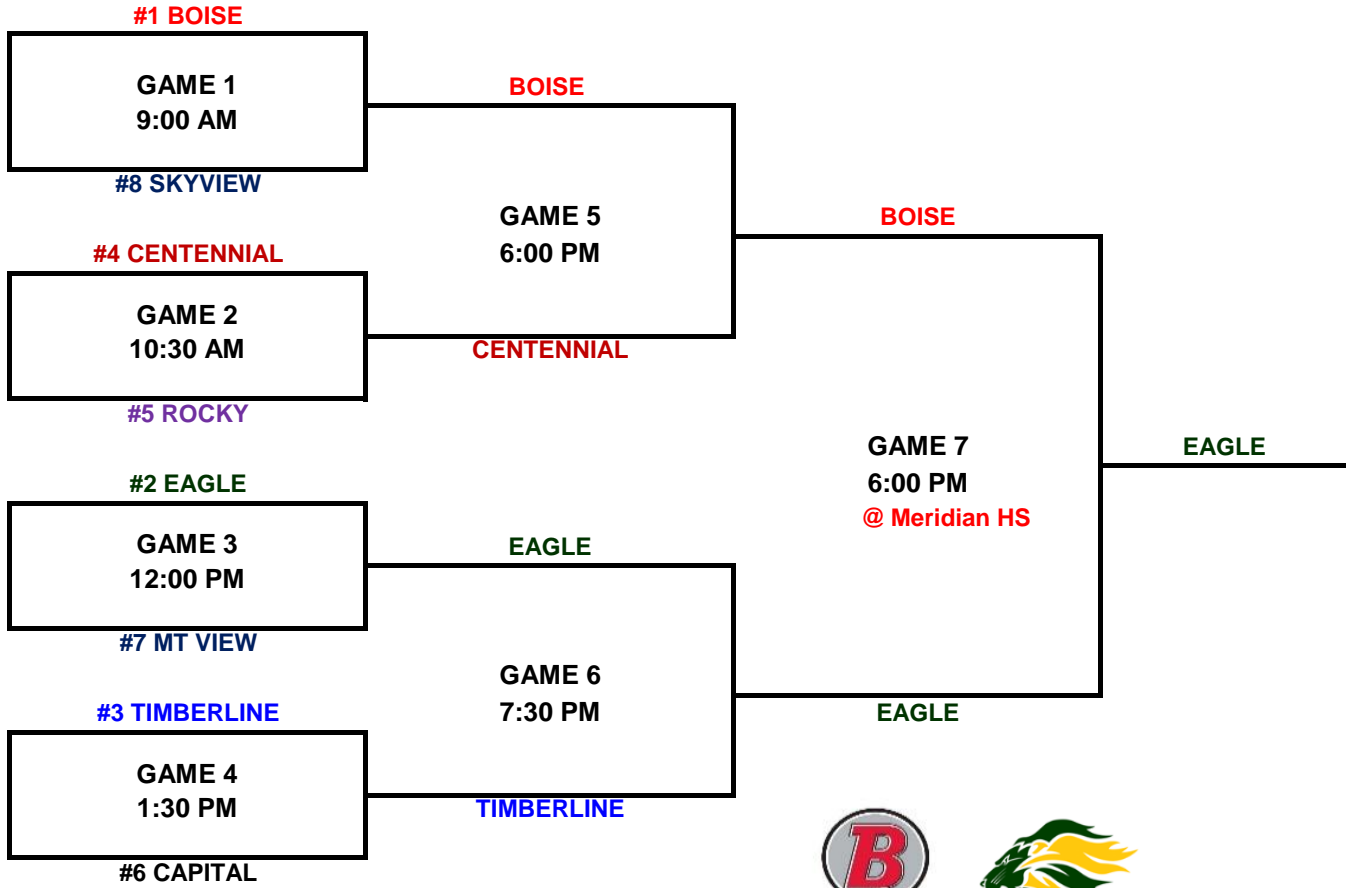 #1 BOISE
GAME 1
9:00 AM
#8 SKYVIEW
#4 CENTENNIAL
GAME 2
10:30 AM
#5 ROCKY
#2 EAGLE
GAME 3
12:00 PM
#7 MT VIEW
#3 TIMBERLINE
GAME 4
1:30 PM
#6 CAPITAL
BOISE
GAME 5
6:00 PM
CENTENNIAL
EAGLE
GAME 6
7:30 PM
TIMBERLINE
BOISE
GAME 7
6:00 PM
@ Meridian HS
EAGLE
EAGLE
B